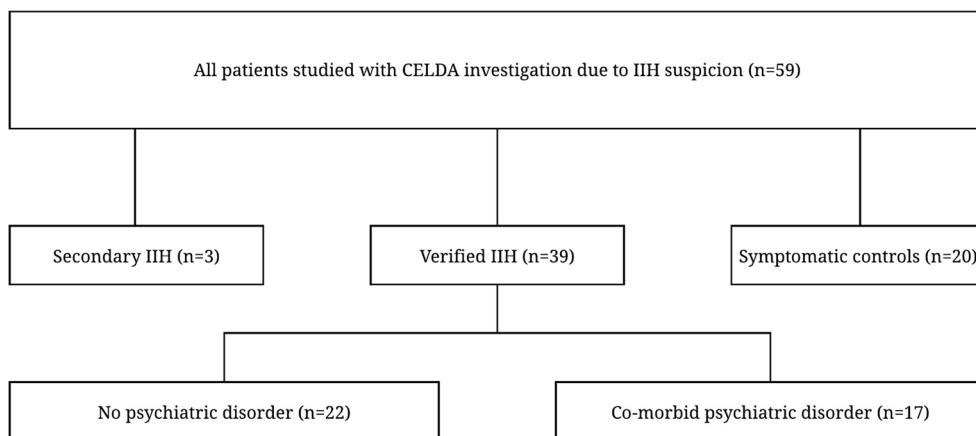 All patients studied with CELDA investigation due to IIH suspicion (n=59)
Secondary IIH (n=3)
Verified IIH (n=39)
Symptomatic controls (n=20)
No psychiatric disorder (n=22)
Co-morbid psychiatric disorder (n=17)